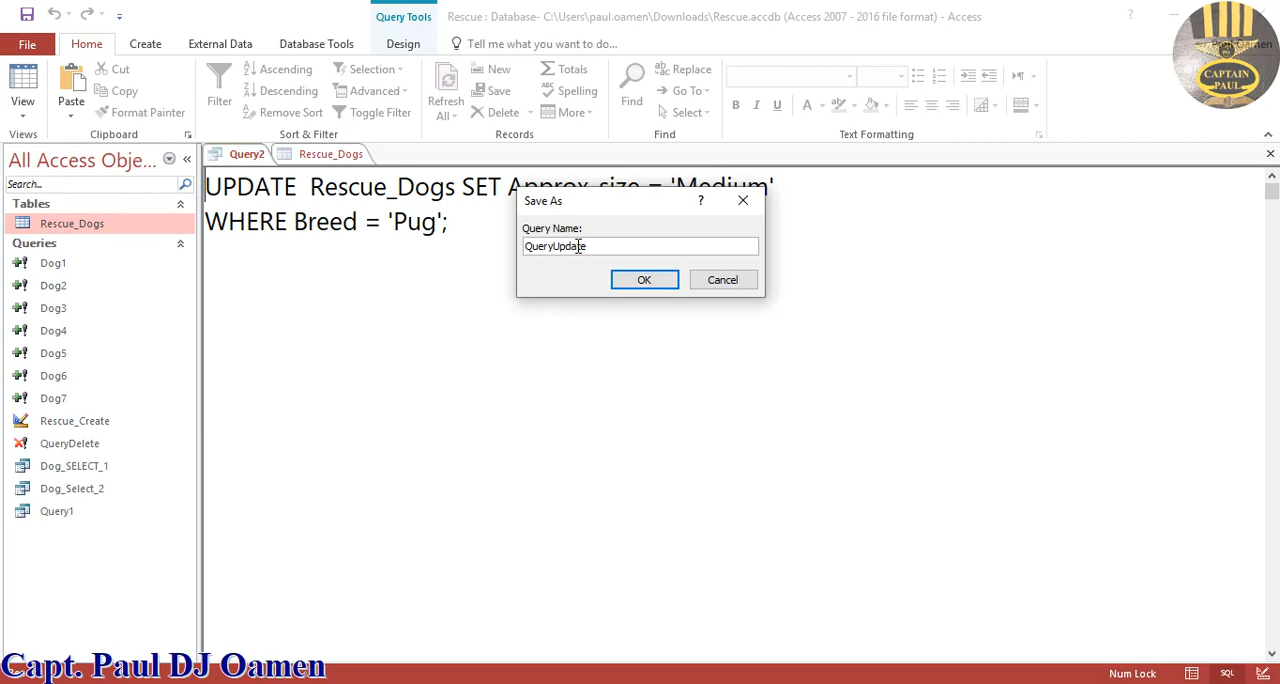 Query Tools
Rescue : Database- C:\Users\paul.oamen\Downloads\Rescue.accdb (Access 2007 - 2016 file format) - Access
?
File
Home
Create
External Data
Database Tools
Design
Tell me what you want to do...
CAPTAIN
PAUL
View
Views
Paste
Cut
Copy
Format Painter
Clipboard
Filter
Ascending
Descending
Remove Sort
Selection
Advanced
Toggle Filter
Sort & Filter
Refresh
All
New
Save
Delete
Totals
Spelling
More
Records
Find
Replace
Go To
Select
Find
B I U
A
Text Formatting
All Access Obje...
Search...
Tables
Rescue_Dogs
Queries
Dog1
Dog2
Dog3
Dog4
Dog5
Dog6
Dog7
Rescue_Create
QueryDelete
Dog_SELECT_1
Dog_Select_2
Query1
Query2
Rescue_Dogs
UPDATE Rescue_Dogs SET Approx_size = 'Medium'
WHERE Breed = 'Pug';
Save As
?
Query Name:
QueryUpdate
OK
Cancel
Capt. Paul DJ Oamen
Num Lock
SQL